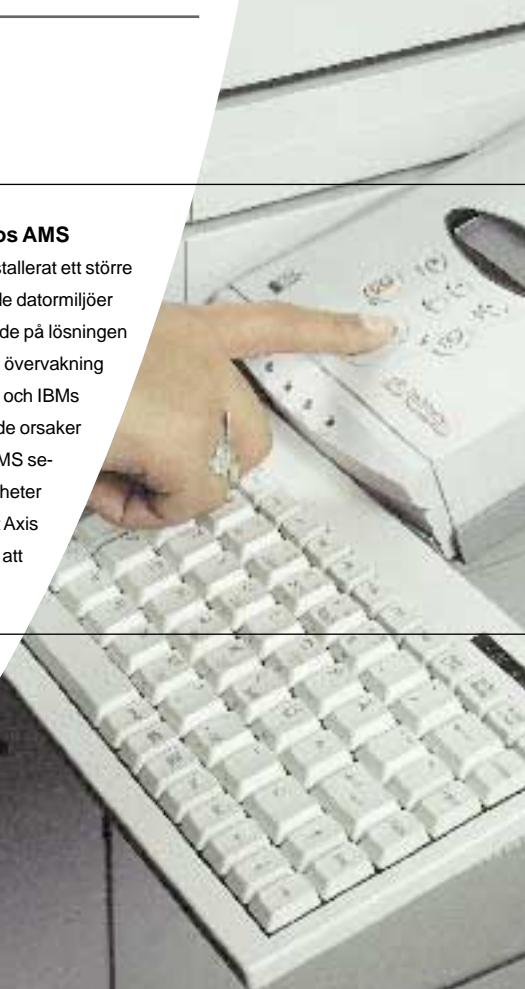 os AMS
stallerat ett större
de datormiljöer
de på lösningen
övervakning
och IBMs
de orsaker
MS se-
heter
Axis
att